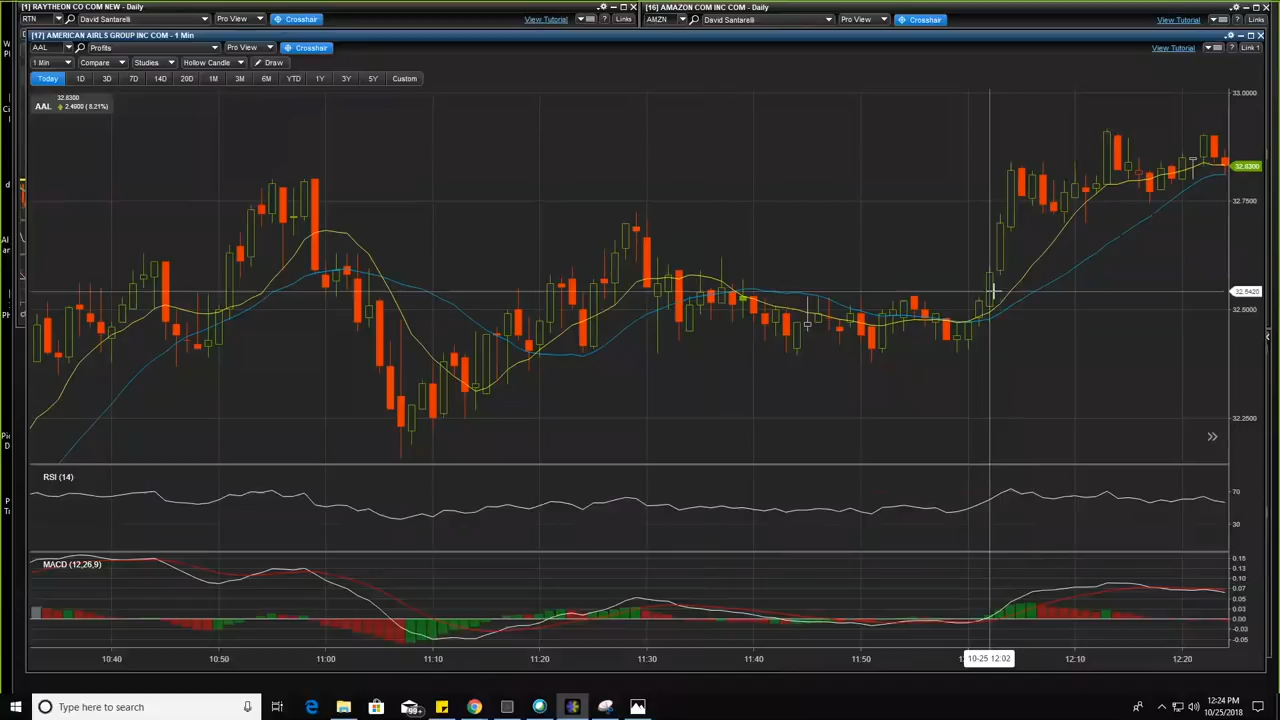 [1] RAYTHEON CO COM NEW - Daily
[16] AMAZON COM INC COM - Daily
RTN David Santarelli Pro View Crosshair View Tutorial ? Links
AMZN David Santarelli Pro View Crosshair View Tutorial ? Links
[17] AMERICAN AIRLS GROUP INC COM - 1 Min
AAL Profits Pro View Crosshair View Tutorial ? Link 1
1 Min Compare Studies Hollow Candle Draw
Today 1D 3D 7D 14D 20D 1M 3M 6M YTD 1Y 3Y 5Y Custom
33.0000
32.8300
AAL 2.4900 (8.21%)
32.8300
32.7500
32.5420
32.5000
32.2500
RSI (14)
70
30
MACD (12,26,9)
0.15
0.13
0.10
0.07
0.05
0.03
0.00
-0.03
-0.05
10:40 10:50 11:00 11:10 11:20 11:30 11:40 11:50 10-25 12:02 12:10 12:20
Type here to search
99+
12:24 PM
10/25/2018